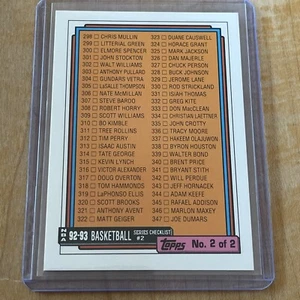 298 CHRIS MULLIN
299 LITTERIAL GREEN
300 ELMORE SPENCER
301 JOHN STOCKTON
302 WALT WILLIAMS
303 ANTHONY PULLARD
304 GUNDARS VETRA
305 LASALLE THOMPSON
306 NATE MCMILLAN
307 STEVE BARDO
308 ROBERT HORRY
309 SCOTT WILLIAMS
310 BO KIMBLE
311 TREE ROLLINS
312 TIM PERRY
313 ISAAC AUSTIN
314 TATE GEORGE
315 KEVIN LYNCH
316 VICTOR ALEXANDER
317 DOUG WEST
318 TOM HAMMONDS
319 LAPHONSO ELLIS
320 SCOTT BROOKS
321 ANTHONY AVENT
322 MATT GEIGER
323 DUANE CAUSWELL
324 HORACE GRANT
325 MARK JACKSON
326 DAN MAJERLE
327 CHUCK PERSON
328 BUCK JOHNSON
329 JEROME LANE
330 ROD STRICKLAND
331 ISIAH THOMAS
332 GREG KITE
333 DON MACLEAN
334 CHRISTIAN LAETTNER
335 JOHN CROTTY
336 TRACY MOORE
337 HAKEEM OLAJUWON
338 BYRON HOUSTON
339 WALTER BOND
340 BRENT PRICE
341 BRYANT STITH
342 WILL PERDUE
343 JEFF HORNACEK
344 ADAM KEEFE
345 RAFAEL ADDISON
346 MARLON MAXEY
347 JOE DUMARS
NBA 92-93 BASKETBALL SERIES CHECKLIST #2
TOPPS No. 2 of 2